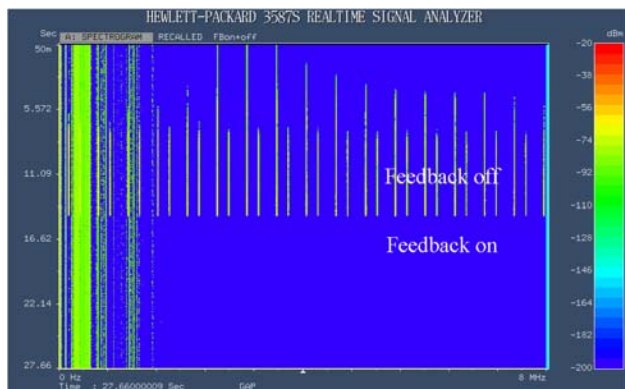 HEWLETT-PACKARD 3587S REALTIME SIGNAL ANALYZER
Sec A: SPECTROGRAM RECALLED FBon+off dBm
50m
5.572
11.09
16.62
22.14
27.66
Feedback off
Feedback on
-20
-38
-56
-74
-92
-110
-128
-146
-164
-182
-200
0 Hz 8 MHz
Time : 27.66000009 Sec GAP